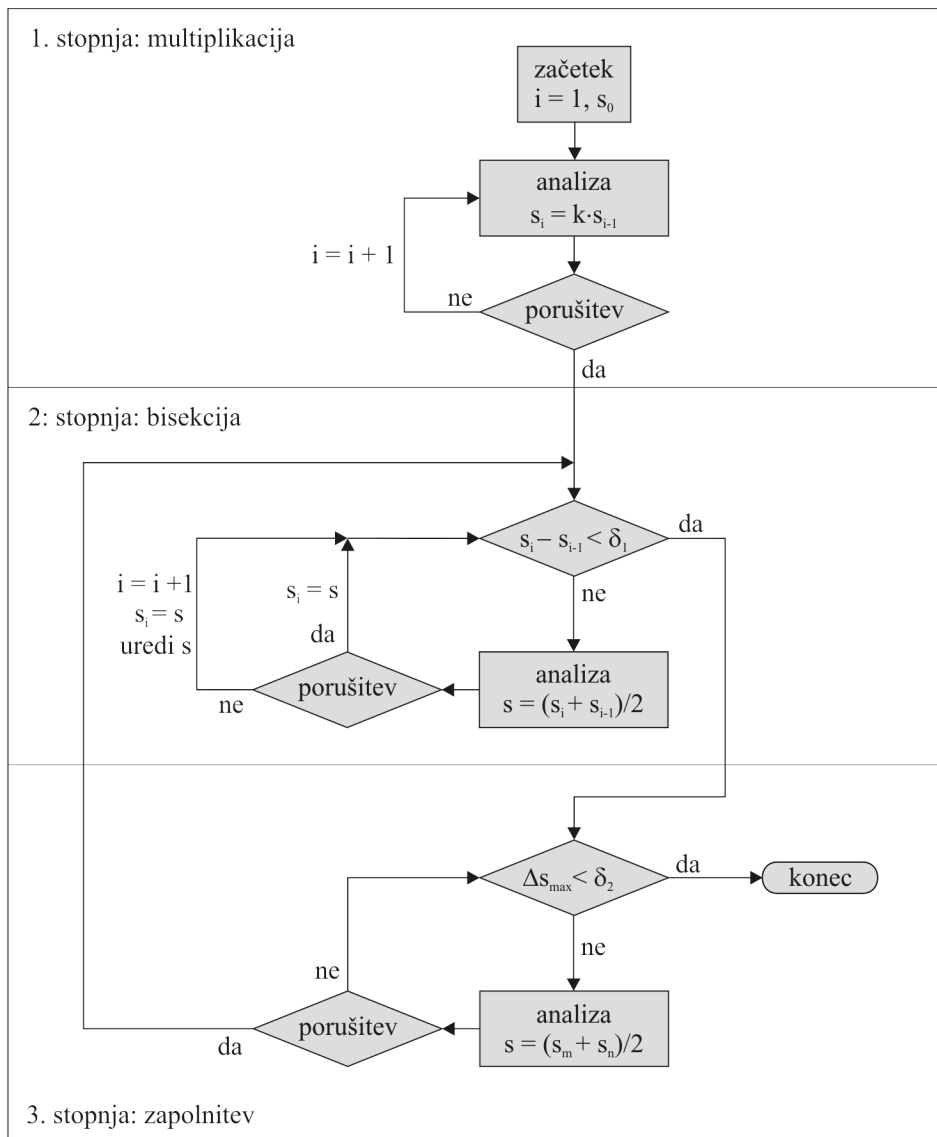 1. stopnja: multiplikacija
začetek
i = 1, s₀
analiza
sᵢ = k·sᵢ₋₁
i = i + 1
ne
porušitev
da
2: stopnja: bisekcija
sᵢ – sᵢ₋₁ < δ₁
da
i = i +1
sᵢ = s
uredi s
sᵢ = s
da
ne
ne
porušitev
analiza
s = (sᵢ + sᵢ₋₁)/2
Δsₘₐₓ < δ₂
da
konec
ne
ne
da
porušitev
analiza
s = (sₘ + sₙ)/2
3. stopnja: zapolnitev